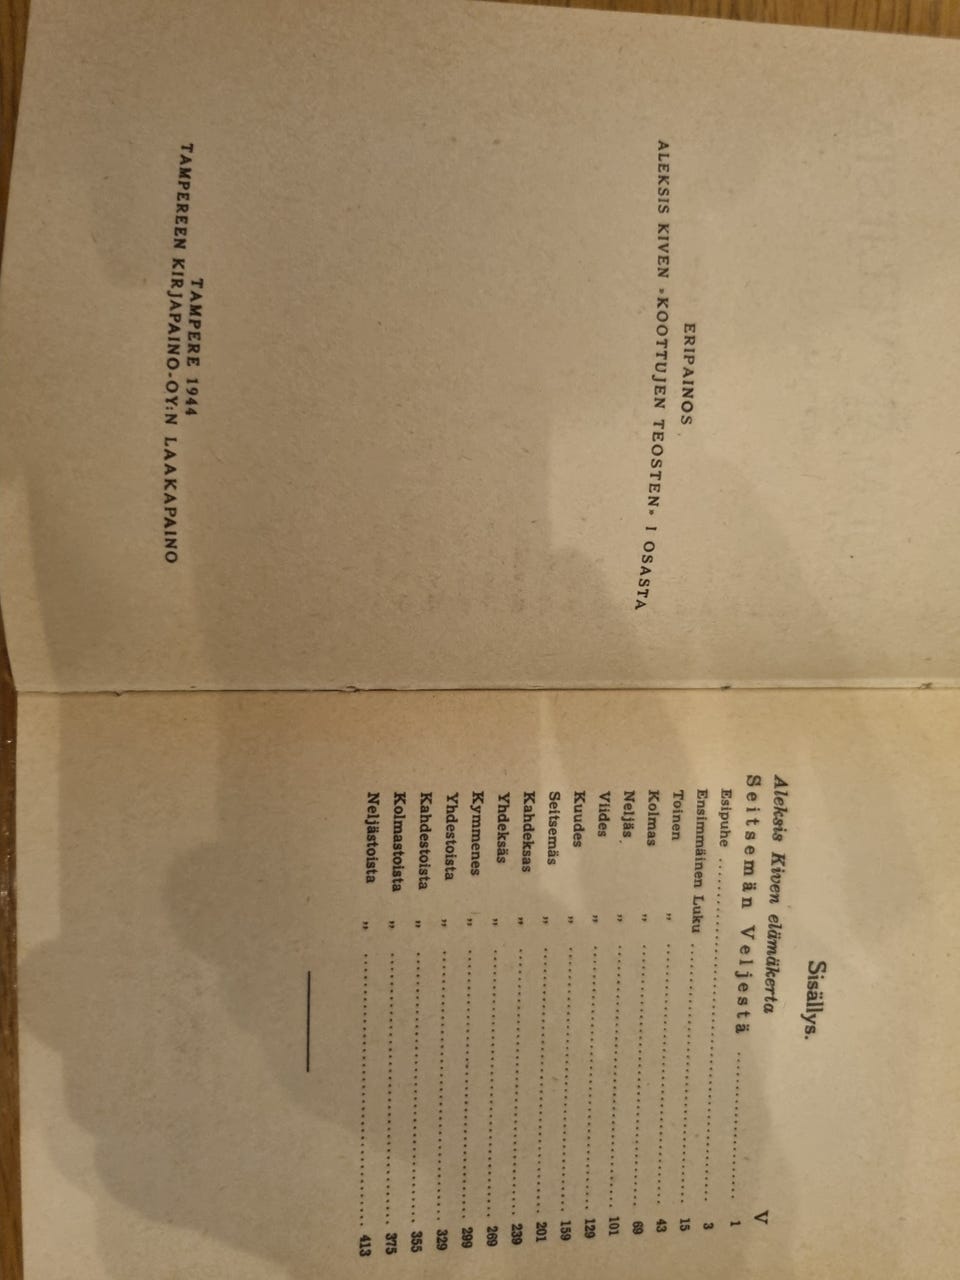 ERIPAINOS
ALEKSIS KIVEN »KOOTTUJEN TEOSTEN» I OSASTA
TAMPERE 1944
TAMPEREEN KIRJAPAINO-OY:N LAAKAPAINO
Sisällys.
Aleksis Kiven elämäkerta V
Seitsemän Veljestä .................... 1
Esipuhe .................... 3
Ensimmäinen Luku .................... 15
Toinen „ .................... 43
Kolmas „ .................... 69
Neljäs „ .................... 101
Viides „ .................... 129
Kuudes „ .................... 159
Seitsemäs „ .................... 201
Kahdeksas „ .................... 239
Yhdeksäs „ .................... 269
Kymmenes „ .................... 299
Yhdestoista „ .................... 329
Kahdestoista „ .................... 355
Kolmastoista „ .................... 375
Neljästoista „ .................... 413